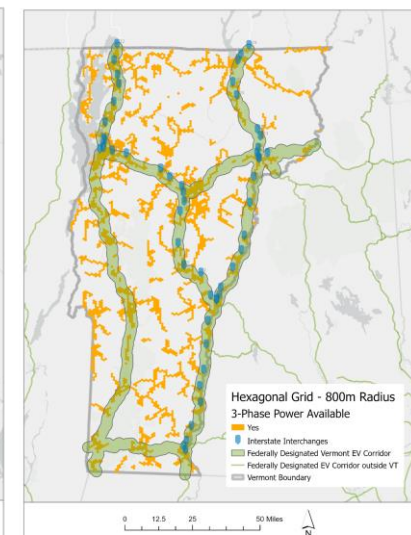 Hexagonal Grid - 800m Radius
3-Phase Power Available
Yes
Interstate Interchanges
Federally Designated Vermont EV Corridor
Federally Designated EV Corridor outside VT
Vermont Boundary
0 12.5 25 50 Miles
N